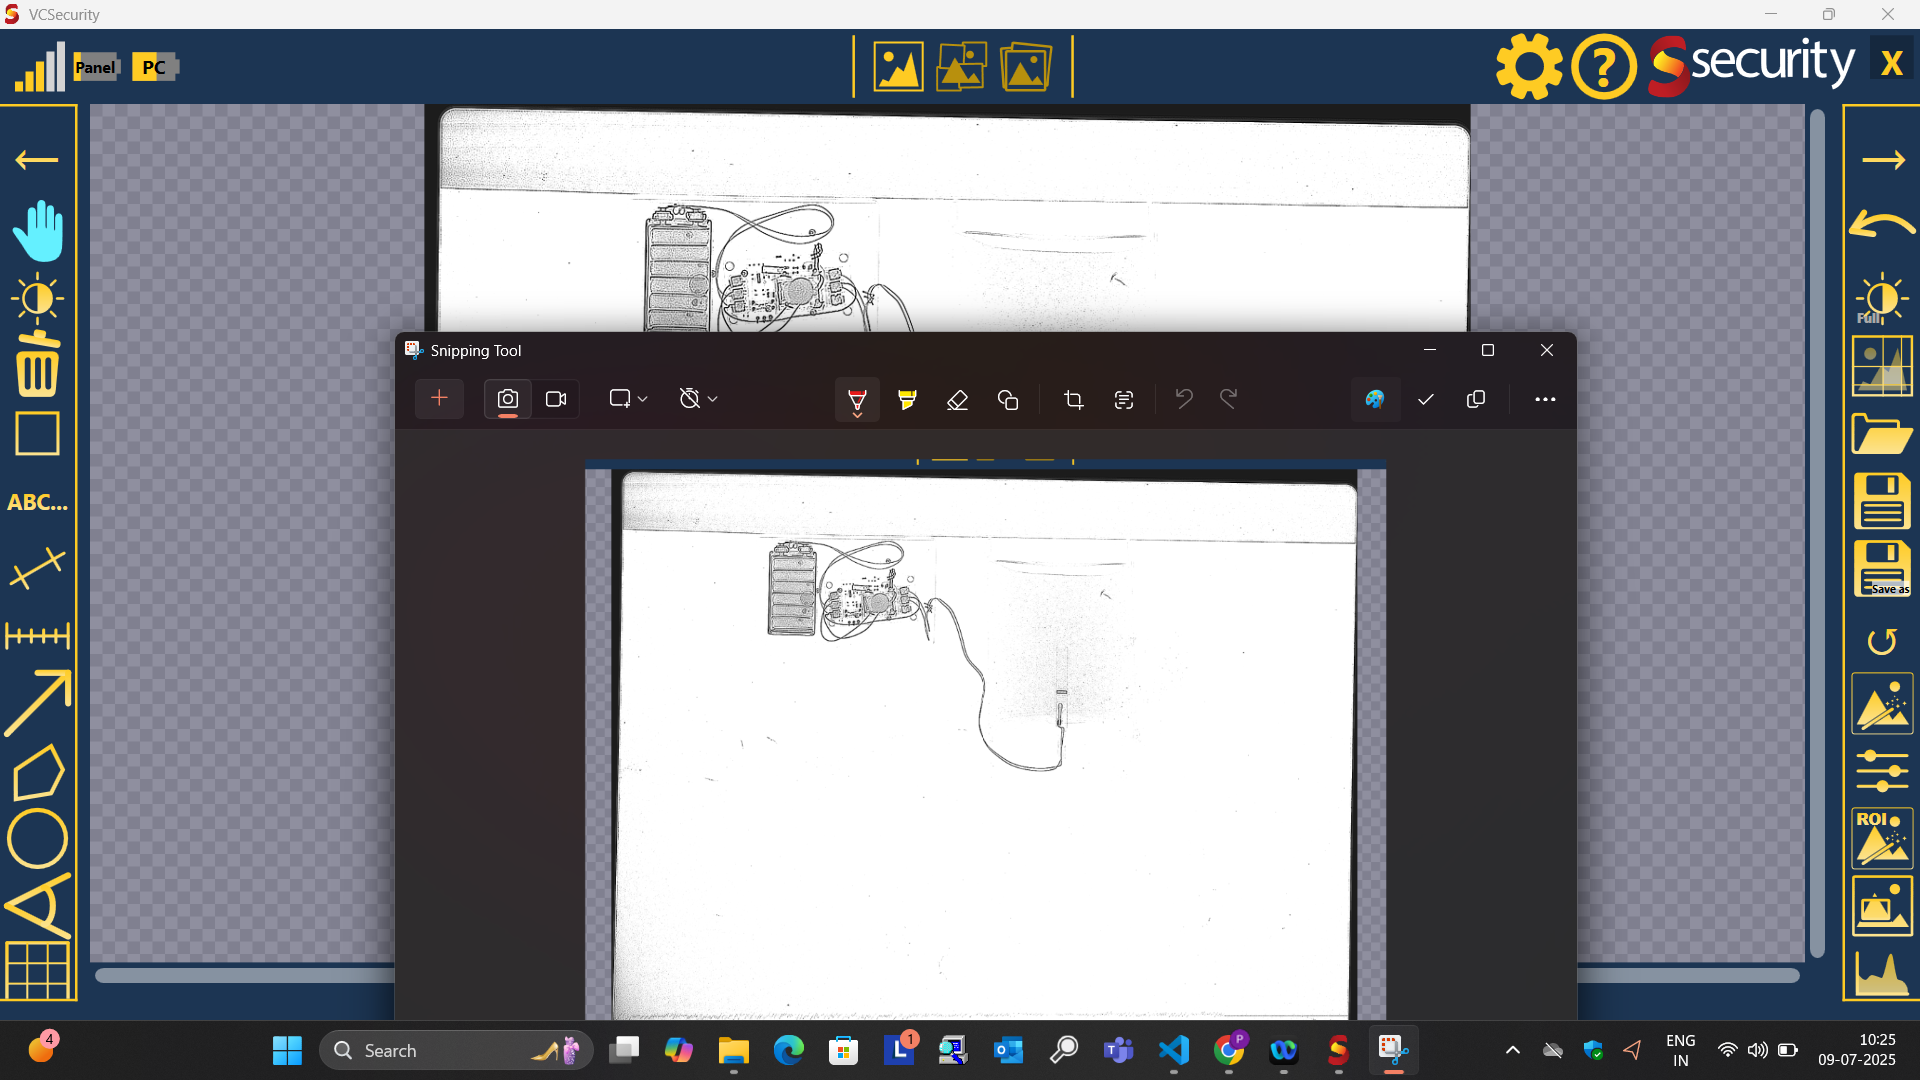 VCSecurity
Panel
PC
Ssecurity
X
Full
ABC...
Save as
ROI
Snipping Tool
4
Search
1
P
ENG
IN
10:25
09-07-2025